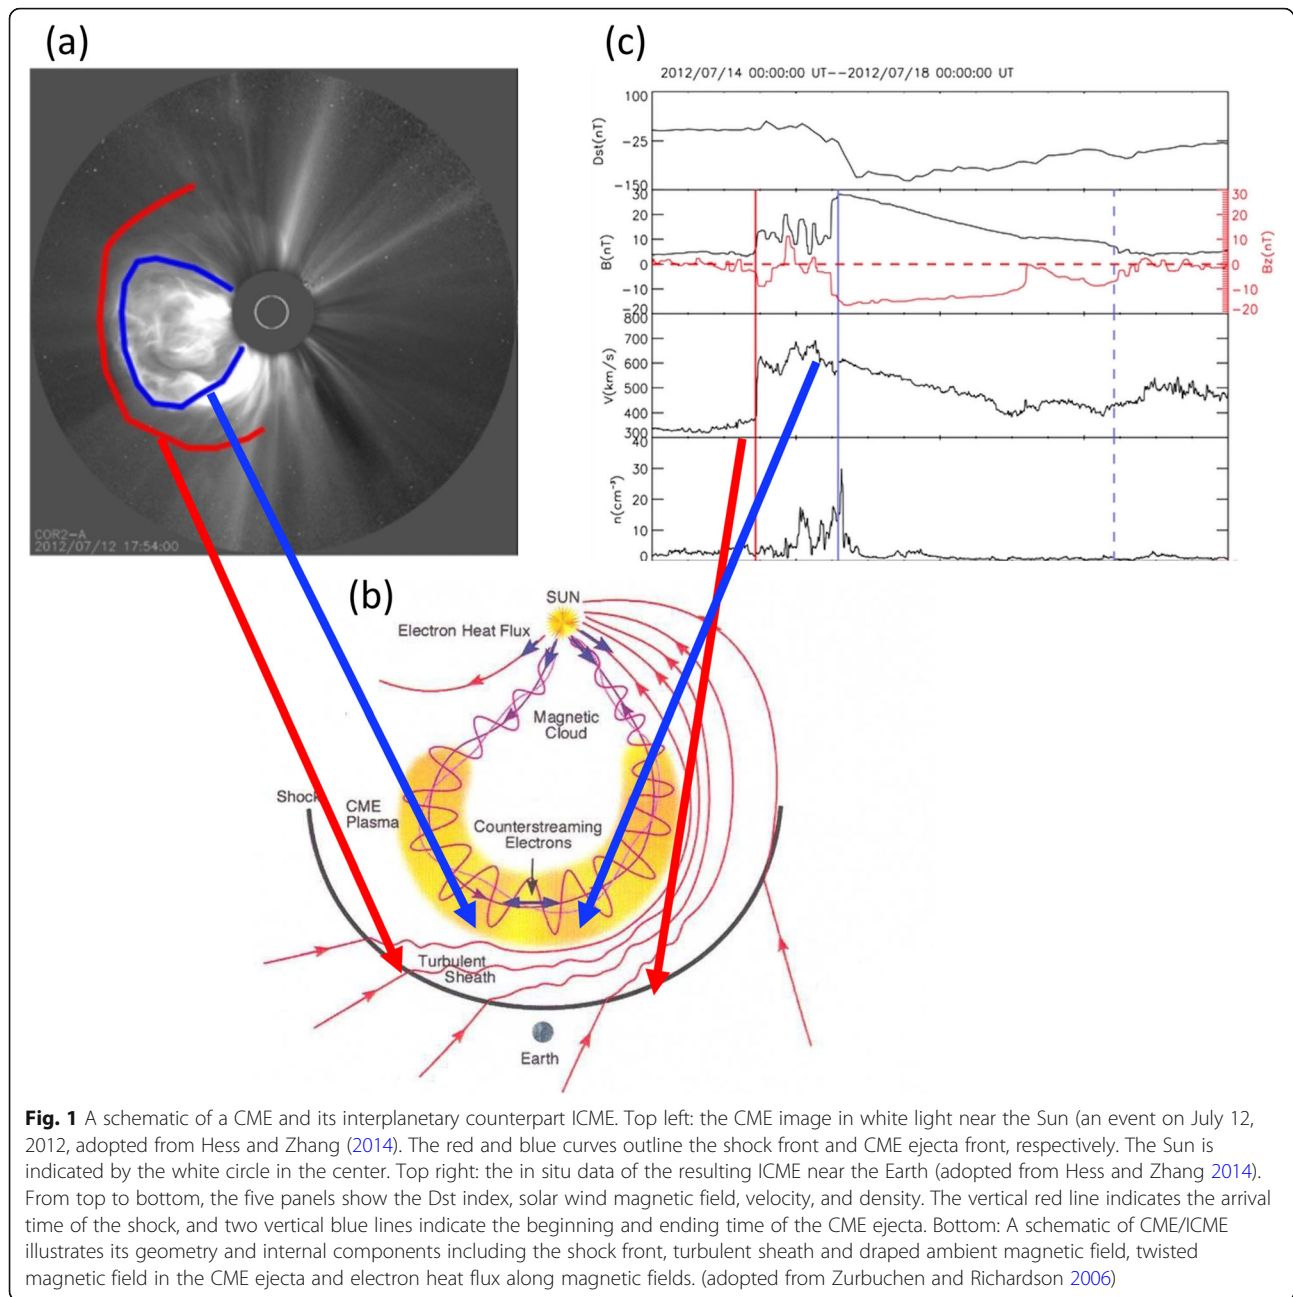 (a)
(c)
2012/07/14 00:00:00 UT--2012/07/18 00:00:00 UT
100
-25
-150
Dst(nT)
30
20
10
0
-10
-20
B(nT)
30
20
10
0
-10
-20
Bz(nT)
800
700
600
500
400
300
V(km/s)
40
30
20
10
0
n(cm⁻³)
COR2-A
2012/07/12 17:54:00
(b)
SUN
Electron Heat Flux
Magnetic
Cloud
Shock
CME
Plasma
Counterstreaming
Electrons
Turbulent
Sheath
Earth
Fig. 1 A schematic of a CME and its interplanetary counterpart ICME. Top left: the CME image in white light near the Sun (an event on July 12,
2012, adopted from Hess and Zhang (2014). The red and blue curves outline the shock front and CME ejecta front, respectively. The Sun is
indicated by the white circle in the center. Top right: the in situ data of the resulting ICME near the Earth (adopted from Hess and Zhang 2014).
From top to bottom, the five panels show the Dst index, solar wind magnetic field, velocity, and density. The vertical red line indicates the arrival
time of the shock, and two vertical blue lines indicate the beginning and ending time of the CME ejecta. Bottom: A schematic of CME/ICME
illustrates its geometry and internal components including the shock front, turbulent sheath and draped ambient magnetic field, twisted
magnetic field in the CME ejecta and electron heat flux along magnetic fields. (adopted from Zurbuchen and Richardson 2006)